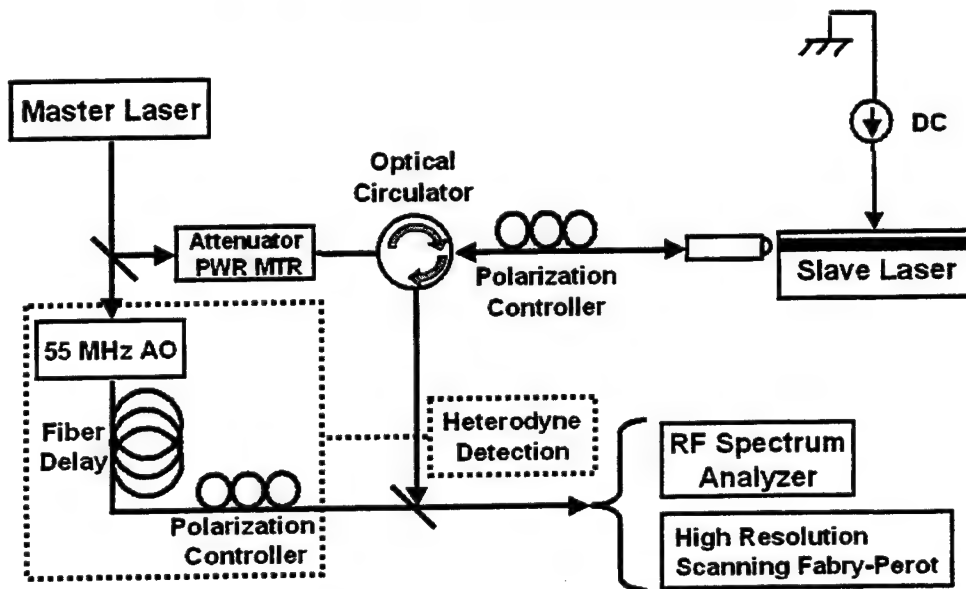 Master Laser
DC
Optical
Circulator
Attenuator
PWR MTR
Polarization
Controller
Slave Laser
55 MHz AO
Fiber
Delay
Heterodyne
Detection
RF Spectrum
Analyzer
Polarization
Controller
High Resolution
Scanning Fabry-Perot